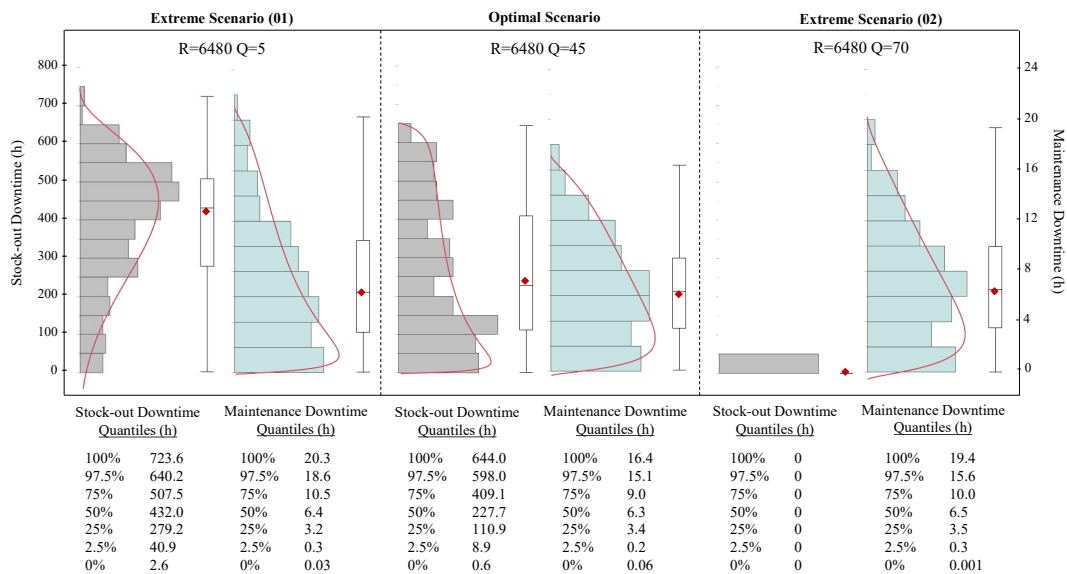 Extreme Scenario (01) Optimal Scenario Extreme Scenario (02)
R=6480 Q=5 R=6480 Q=45 R=6480 Q=70
Stock-out Downtime (h)
800
700
600
500
400
300
200
100
0
24
20
16
12
8
4
0
Maintenance Downtime (h)
Stock-out Downtime Maintenance Downtime Stock-out Downtime Maintenance Downtime Stock-out Downtime Maintenance Downtime
Quantiles (h) Quantiles (h) Quantiles (h) Quantiles (h) Quantiles (h) Quantiles (h)
100% 723.6 100% 20.3 100% 644.0 100% 16.4 100% 0 100% 19.4
97.5% 640.2 97.5% 18.6 97.5% 598.0 97.5% 15.1 97.5% 0 97.5% 15.6
75% 507.5 75% 10.5 75% 409.1 75% 9.0 75% 0 75% 10.0
50% 432.0 50% 6.4 50% 227.7 50% 6.3 50% 0 50% 6.5
25% 279.2 25% 3.2 25% 110.9 25% 3.4 25% 0 25% 3.5
2.5% 40.9 2.5% 0.3 2.5% 8.9 2.5% 0.2 2.5% 0 2.5% 0.3
0% 2.6 0% 0.03 0% 0.6 0% 0.06 0% 0 0% 0.001